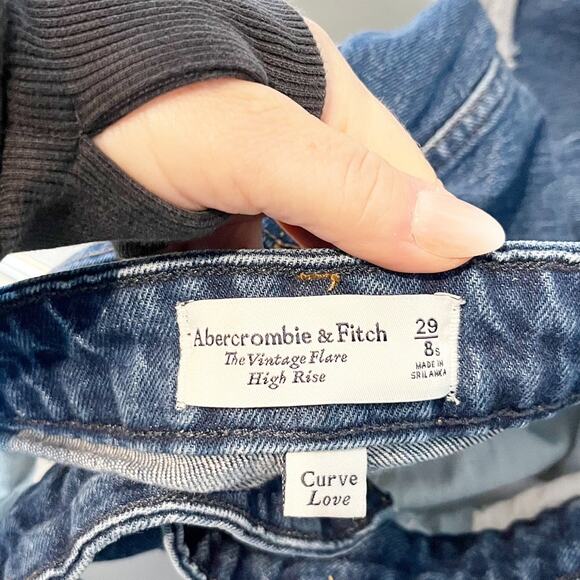 Abercrombie & Fitch
The Vintage Flare
High Rise
29
8s
MADE IN
SRI LANKA
Curve
Love